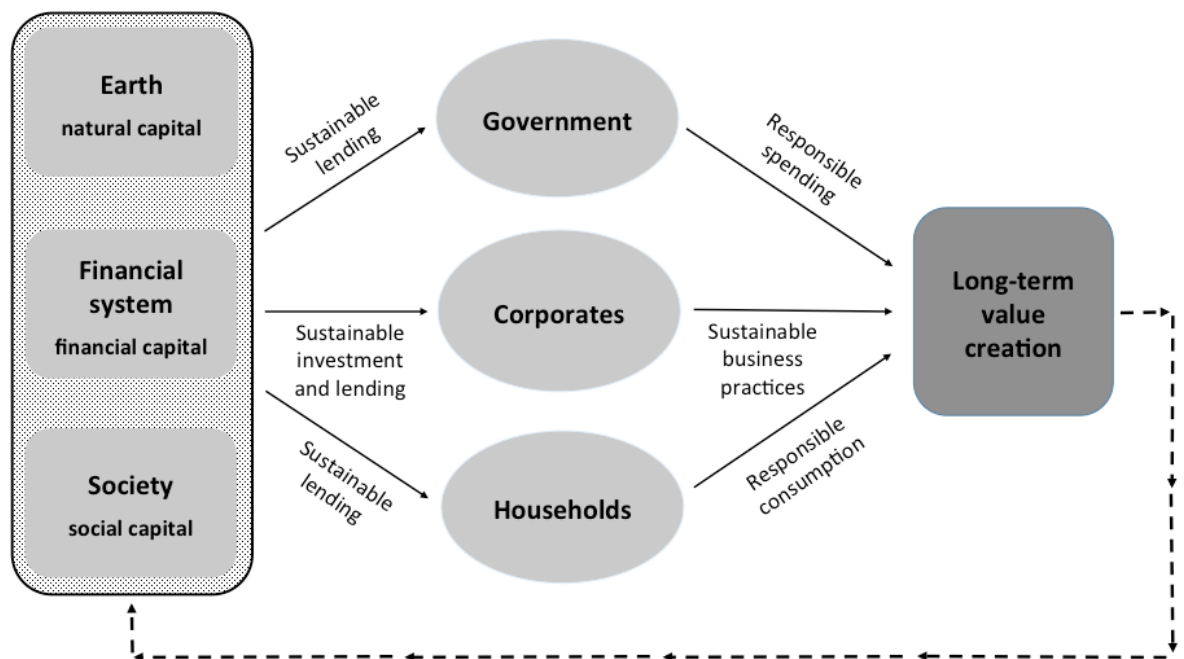 Earth
natural capital
Financial
system
financial capital
Society
social capital
Sustainable
lending
Sustainable
investment
and lending
Sustainable
lending
Government
Corporates
Households
Responsible
spending
Sustainable
business
practices
Responsible
consumption
Long-term
value
creation